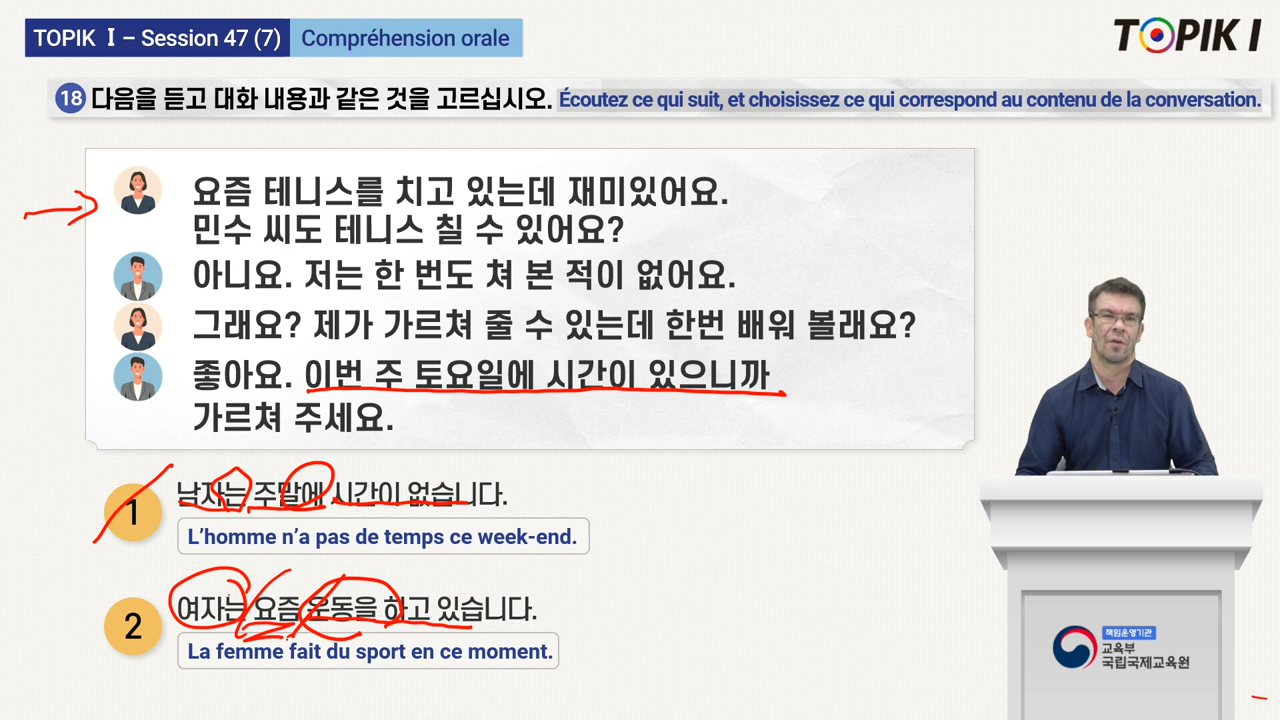 TOPIK Ⅰ – Session 47 (7) Compréhension orale
TOPIK I
18 다음을 듣고 대화 내용과 같은 것을 고르십시오. Écoutez ce qui suit, et choisissez ce qui correspond au contenu de la conversation.
요즘 테니스를 치고 있는데 재미있어요.
민수 씨도 테니스 칠 수 있어요?
아니요. 저는 한 번도 쳐 본 적이 없어요.
그래요? 제가 가르쳐 줄 수 있는데 한번 배워 볼래요?
좋아요. 이번 주 토요일에 시간이 있으니까
가르쳐 주세요.
1 남자는 주말에 시간이 없습니다.
L’homme n’a pas de temps ce week-end.
2 여자는 요즘 운동을 하고 있습니다.
La femme fait du sport en ce moment.
책임운영기관
교육부
국립국제교육원